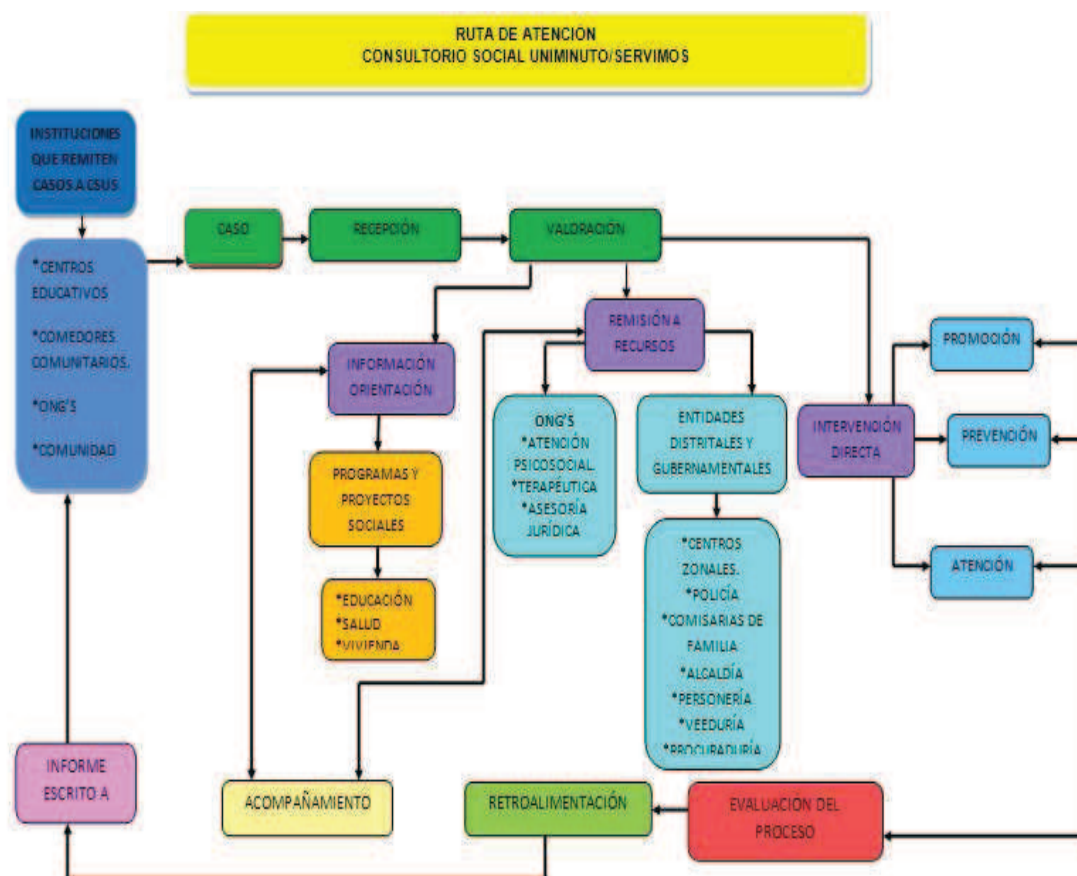 RUTA DE ATENCIÓN
CONSULTORIO SOCIAL UNIMINUTO/SERVIMOS
INSTITUCIONES
QUE REMITEN
CASOS A CSUS
*CENTROS
EDUCATIVOS
*COMEDORES
COMUNITARIOS.
*ONG'S
*COMUNIDAD
CASO
RECEPCIÓN
VALORACIÓN
INFORMACIÓN
ORIENTACIÓN
REMISIÓN A
RECURSOS
PROGRAMAS Y
PROYECTOS
SOCIALES
*EDUCACIÓN
*SALUD
*VIVIENDA
ONG'S
*ATENCIÓN
PSICOSOCIAL.
*TERAPÉUTICA
*ASESORÍA
JURÍDICA
ENTIDADES
DISTRITALES Y
GUBERNAMENTALES
*CENTROS
ZONALES.
*POLICÍA
*COMISARIAS DE
FAMILIA
*ALCALDÍA
*PERSONERÍA
*VEEDURÍA
*PROCURADURÍA
INTERVENCIÓN
DIRECTA
PROMOCIÓN
PREVENCIÓN
ATENCIÓN
INFORME
ESCRITO A
ACOMPAÑAMIENTO
RETROALIMENTACIÓN
EVALUACIÓN DEL
PROCESO